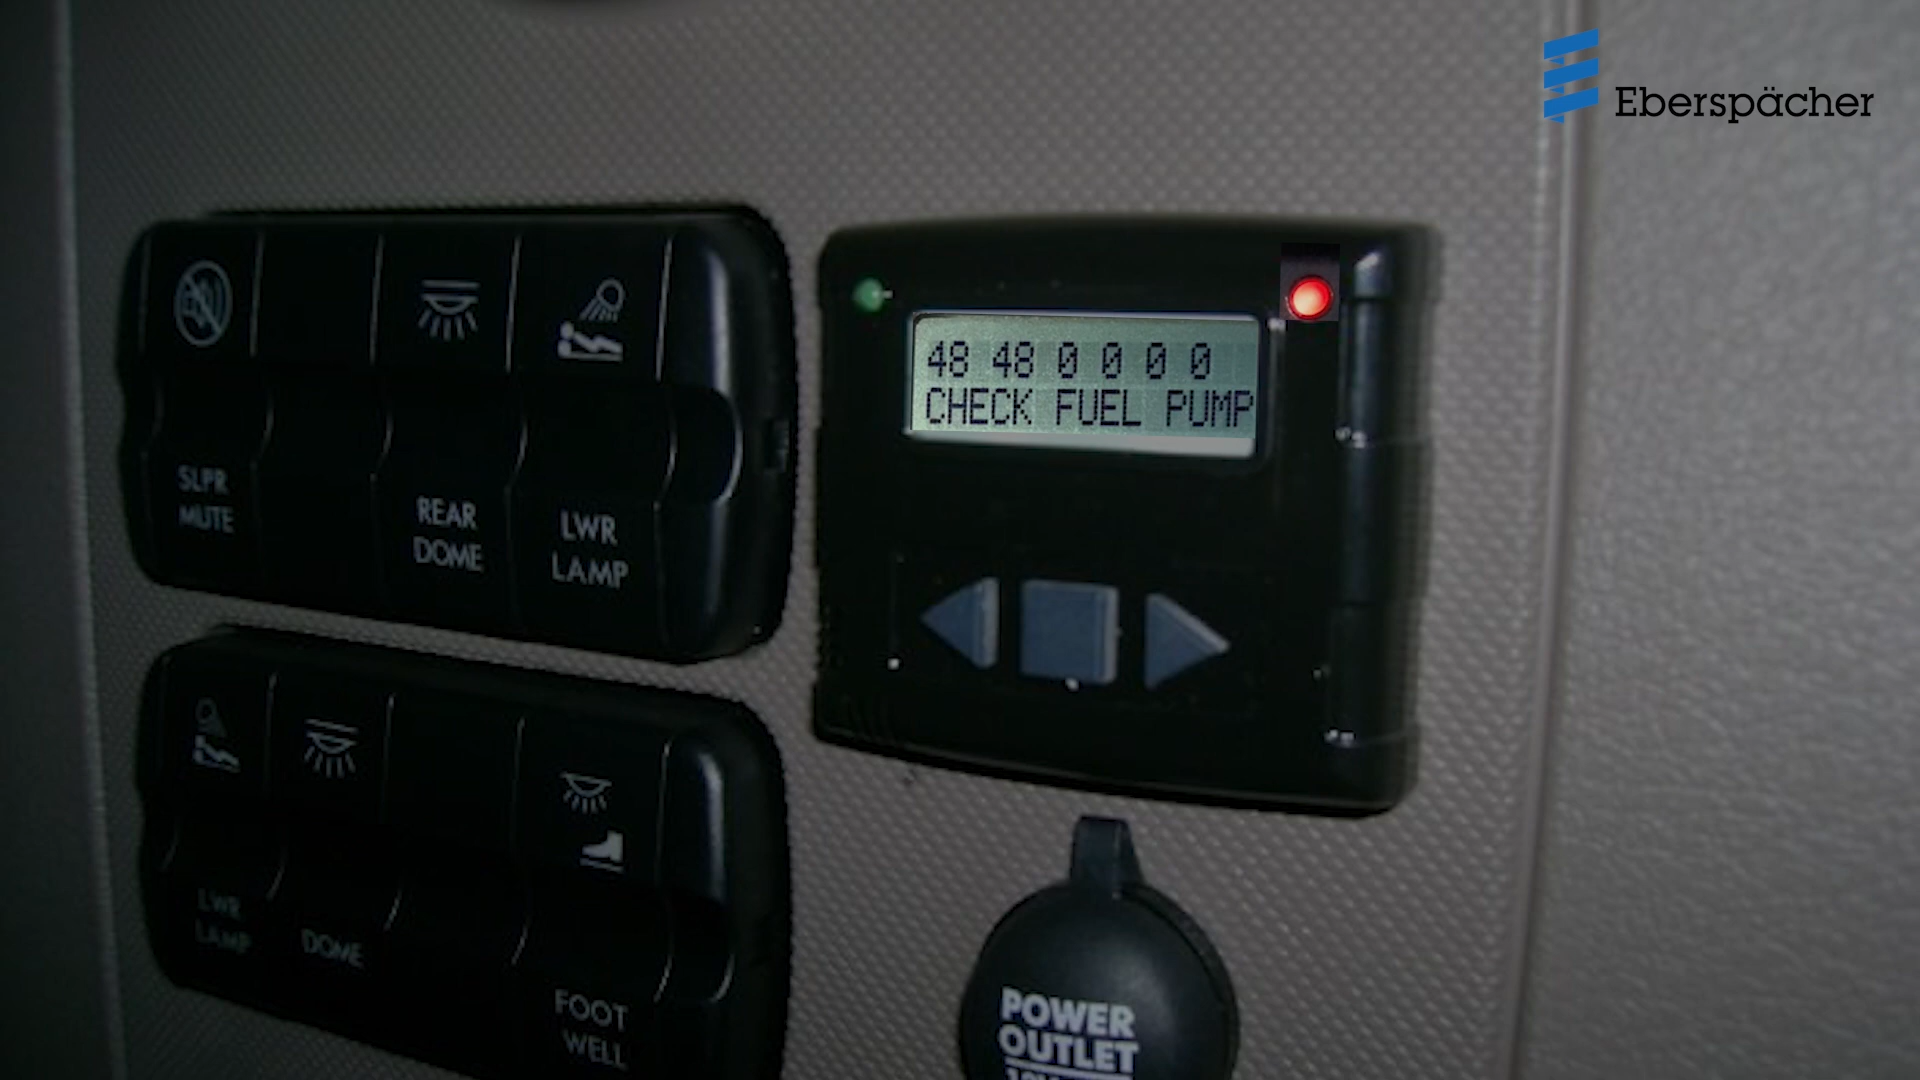 Eberspächer
48 48 0 0 0 0
CHECK FUEL PUMP
SLPR
MUTE
REAR
DOME
LWR
LAMP
LWR
LAMP
DOME
FOOT
WELL
POWER
OUTLET